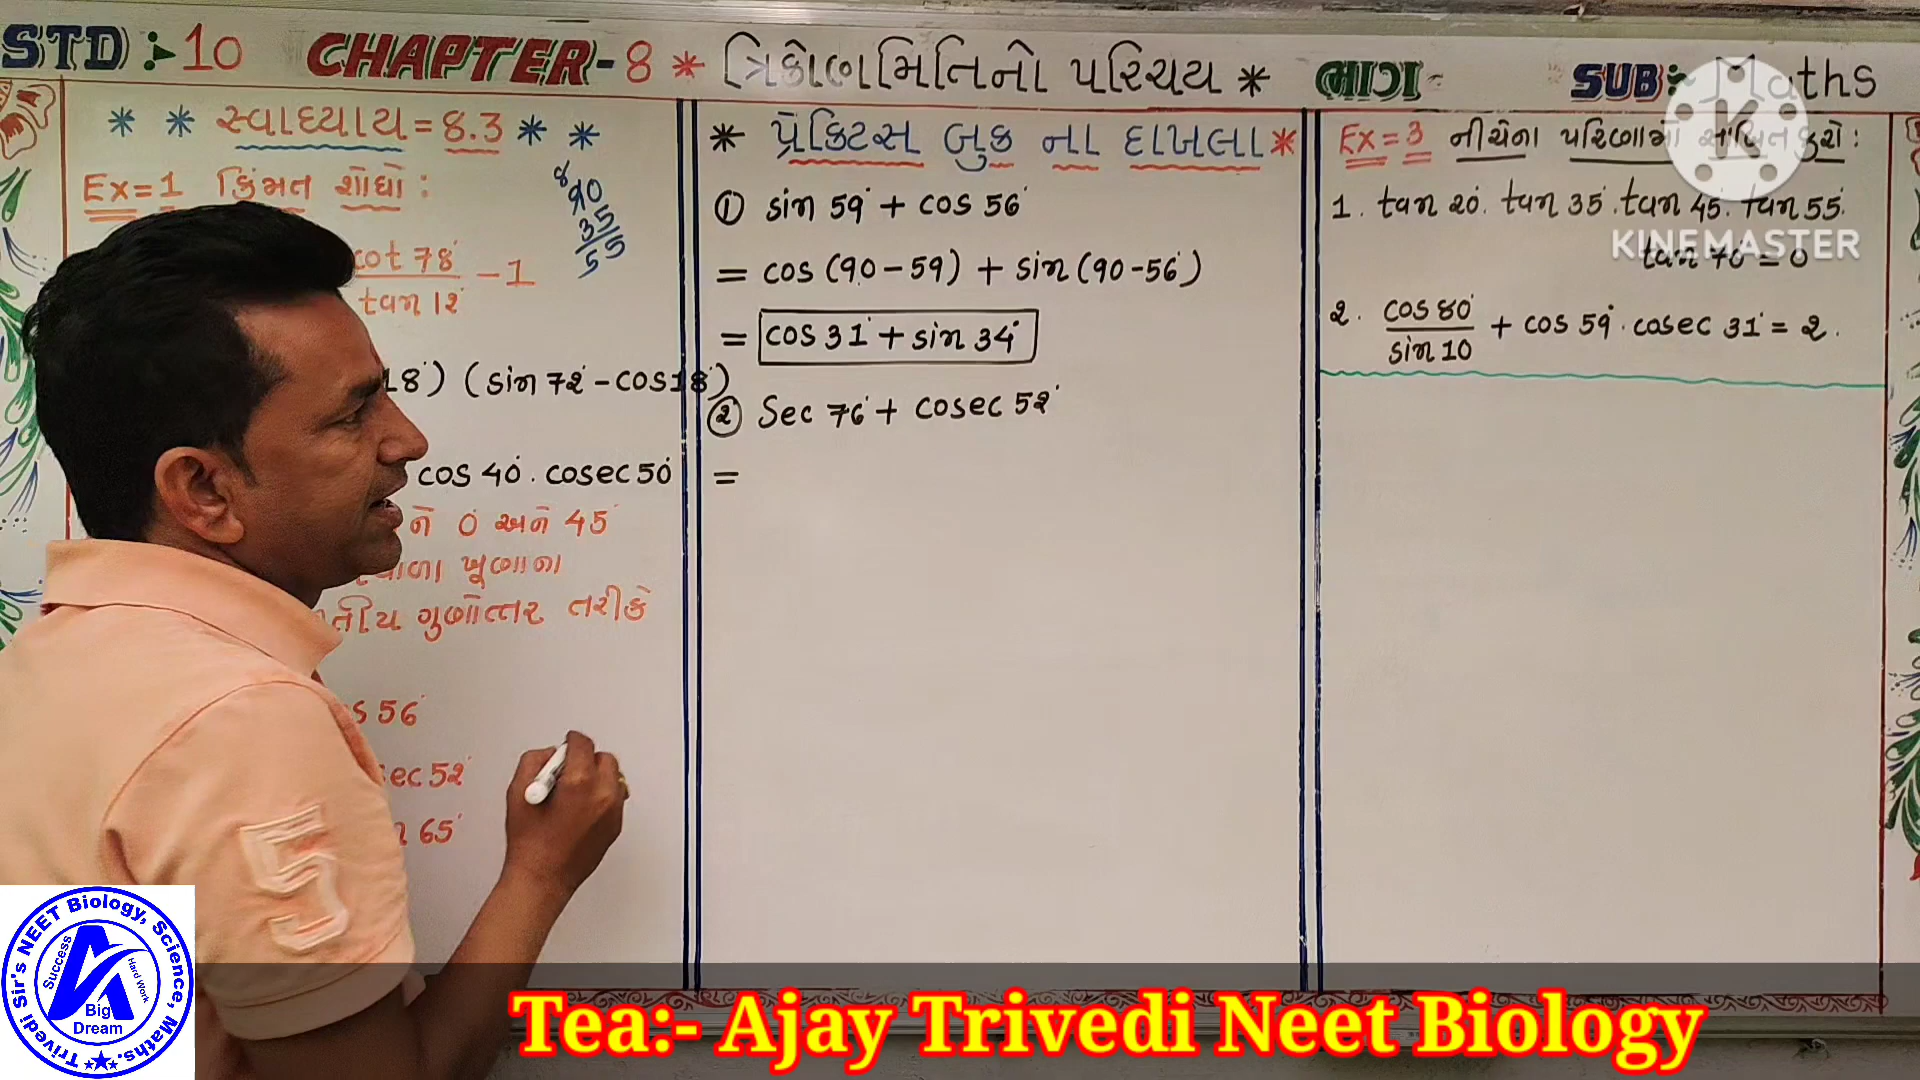 STD :- 10 CHAPTER-8 * ત્રિકોણમિતિનો પરિચય * ભાગ- SUB:- Maths
* * સ્વાધ્યાય = 8.3 * *
Ex=1 કિંમત શોધો :
90
35
55
cot 78°
tan 12° - 1
18°) (sin 72° - cos 18°)
cos 40° . cosec 50°
ને 0° અને 45°
ખૂણાના
ગુણોત્તર તરીકે
56°
sec 52°
65°
* પ્રેક્ટિસ બુક ના દાખલા *
① sin 59° + cos 56°
= cos (90 - 59) + sin (90 - 56°)
= cos 31° + sin 34°
② Sec 76° + cosec 52°
=
Ex = 3 નીચેના પરિણામો સાબિત કરો :
1. tan 20°. tan 35°. tan 45°. tan 55°.
tan 70° = 0
2. cos 80°
sin 10 + cos 59°. cosec 31° = 2.
KINEMASTER
Trivedi Sir's NEET Biology, Science, Maths.
Success
Hard Work
Big
Dream
Tea:- Ajay Trivedi Neet Biology